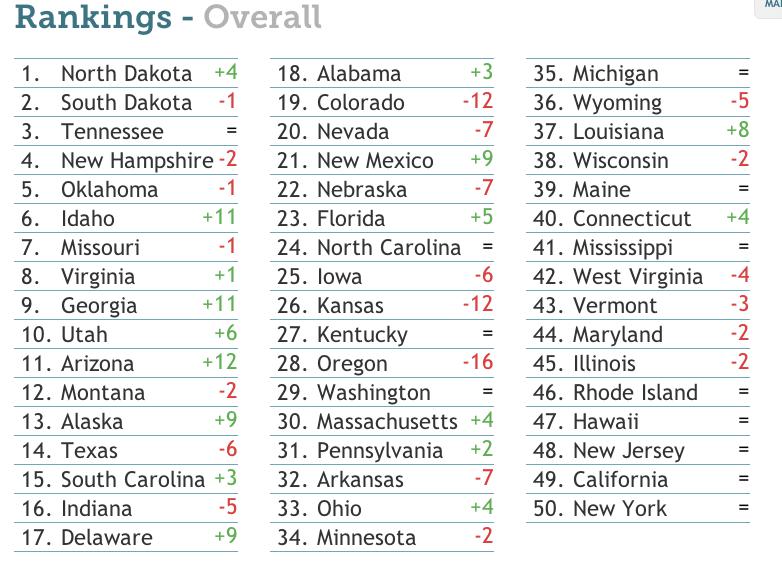 Rankings - Overall
1. North Dakota +4
2. South Dakota -1
3. Tennessee =
4. New Hampshire -2
5. Oklahoma -1
6. Idaho +11
7. Missouri -1
8. Virginia +1
9. Georgia +11
10. Utah +6
11. Arizona +12
12. Montana -2
13. Alaska +9
14. Texas -6
15. South Carolina +3
16. Indiana -5
17. Delaware +9
18. Alabama +3
19. Colorado -12
20. Nevada -7
21. New Mexico +9
22. Nebraska -7
23. Florida +5
24. North Carolina =
25. Iowa -6
26. Kansas -12
27. Kentucky =
28. Oregon -16
29. Washington =
30. Massachusetts +4
31. Pennsylvania +2
32. Arkansas -7
33. Ohio +4
34. Minnesota -2
35. Michigan =
36. Wyoming -5
37. Louisiana +8
38. Wisconsin -2
39. Maine =
40. Connecticut +4
41. Mississippi =
42. West Virginia -4
43. Vermont -3
44. Maryland -2
45. Illinois -2
46. Rhode Island =
47. Hawaii =
48. New Jersey =
49. California =
50. New York =